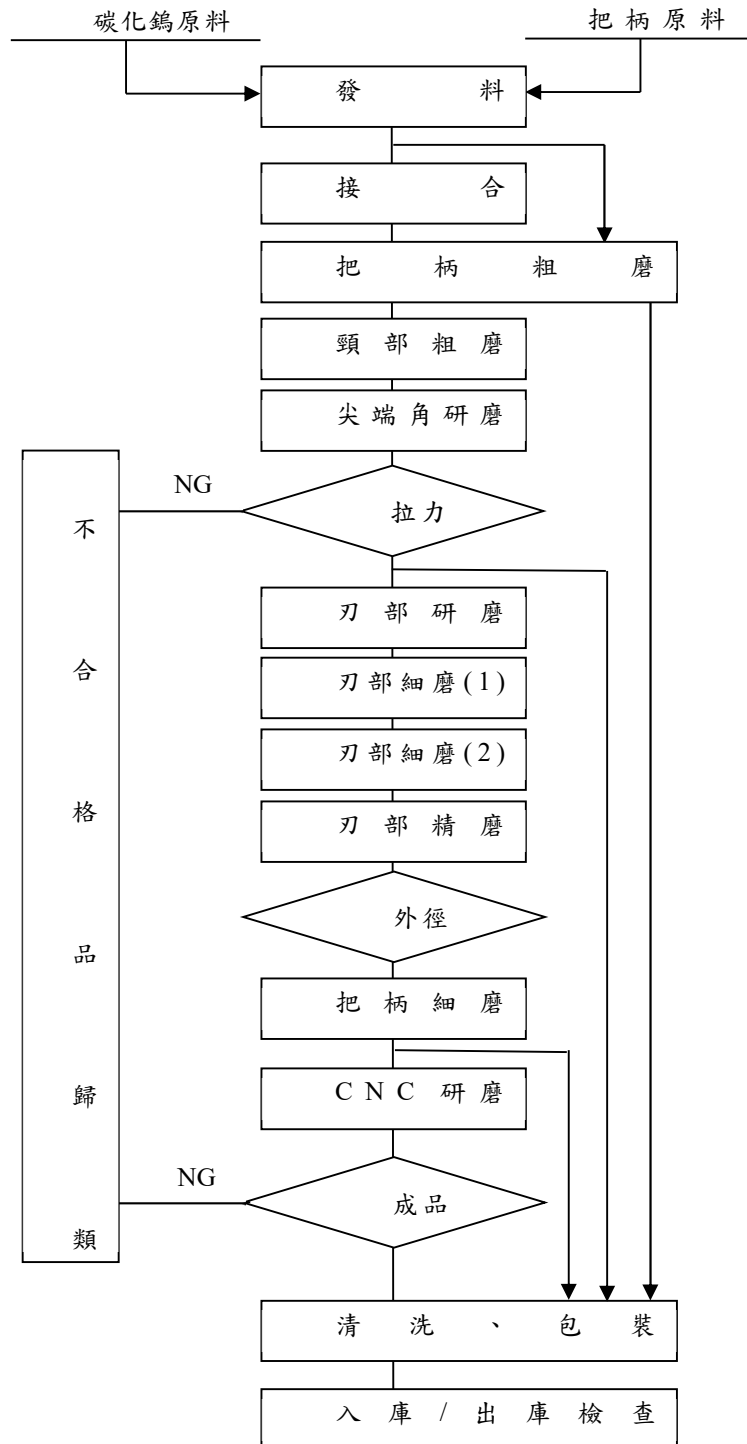 碳化鎢原料
把柄原料
發料
接合
把柄粗磨
頸部粗磨
尖端角研磨
NG
拉力
不合格品歸類
刃部研磨
刃部細磨(1)
刃部細磨(2)
刃部精磨
外徑
把柄細磨
CNC研磨
NG
成品
清洗、包裝
入庫/出庫檢查